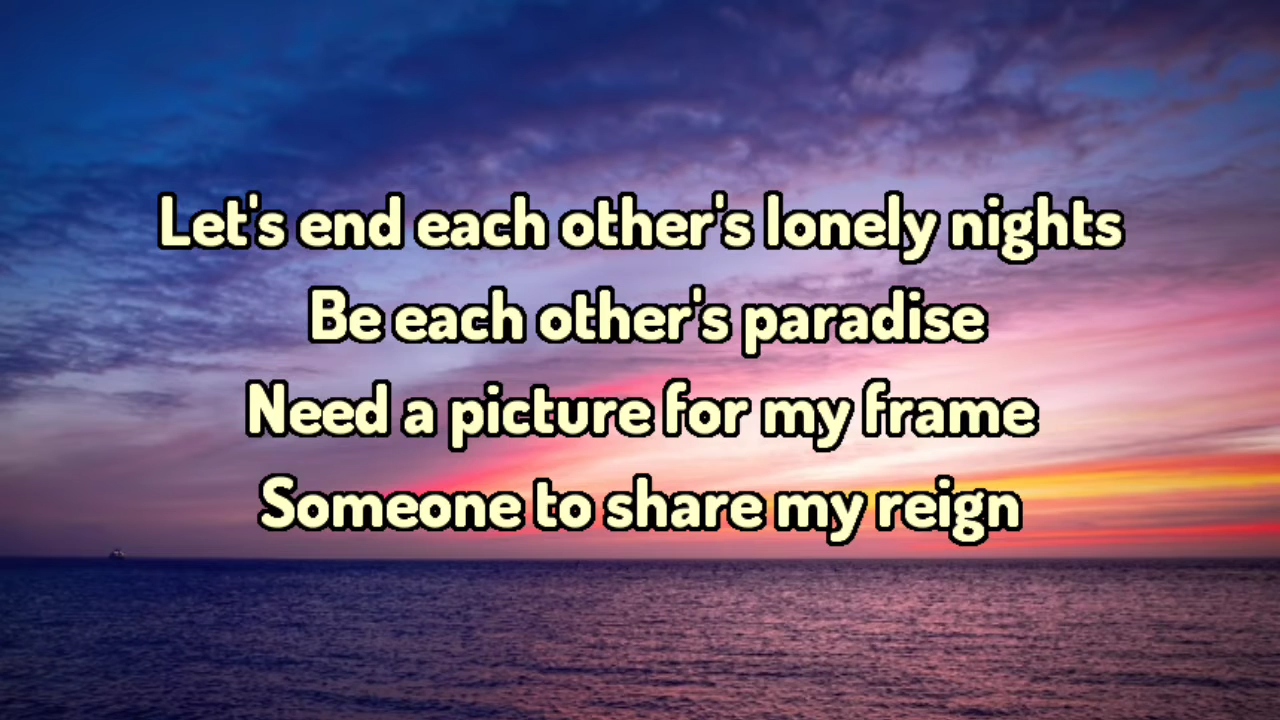 Let's end each other's lonely nights
Be each other's paradise
Need a picture for my frame
Someone to share my reign